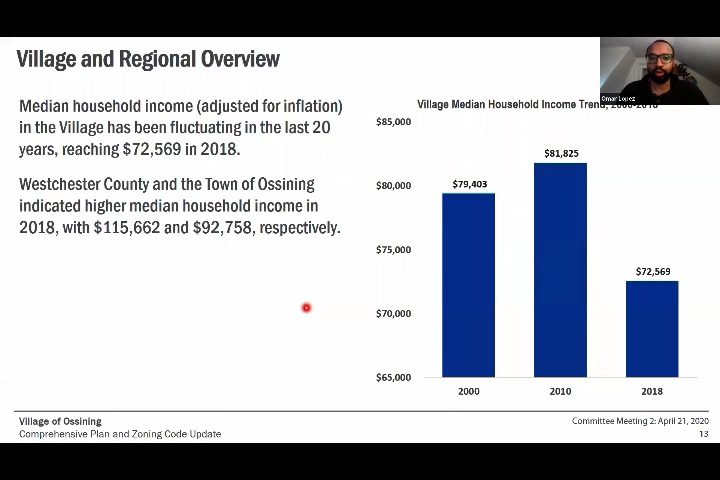 Village and Regional Overview
Omar Lopez
Median household income (adjusted for inflation)
in the Village has been fluctuating in the last 20
years, reaching $72,569 in 2018.
Westchester County and the Town of Ossining
indicated higher median household income in
2018, with $115,662 and $92,758, respectively.
Village Median Household Income Trend,
$85,000
$80,000
$75,000
$70,000
$65,000
$79,403
$81,825
$72,569
2000
2010
2018
Village of Ossining
Comprehensive Plan and Zoning Code Update
Committee Meeting 2: April 21, 2020
13